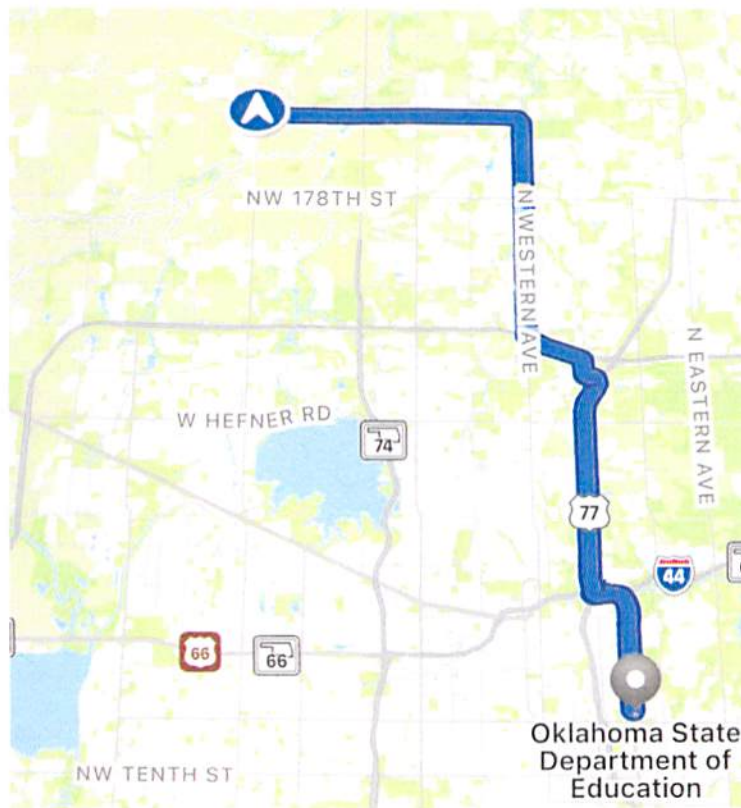 NW 178TH ST
N WESTERN AVE
N EASTERN AVE
W HEFNER RD
74
77
44
66
66
Oklahoma State
Department of
Education
NW TENTH ST